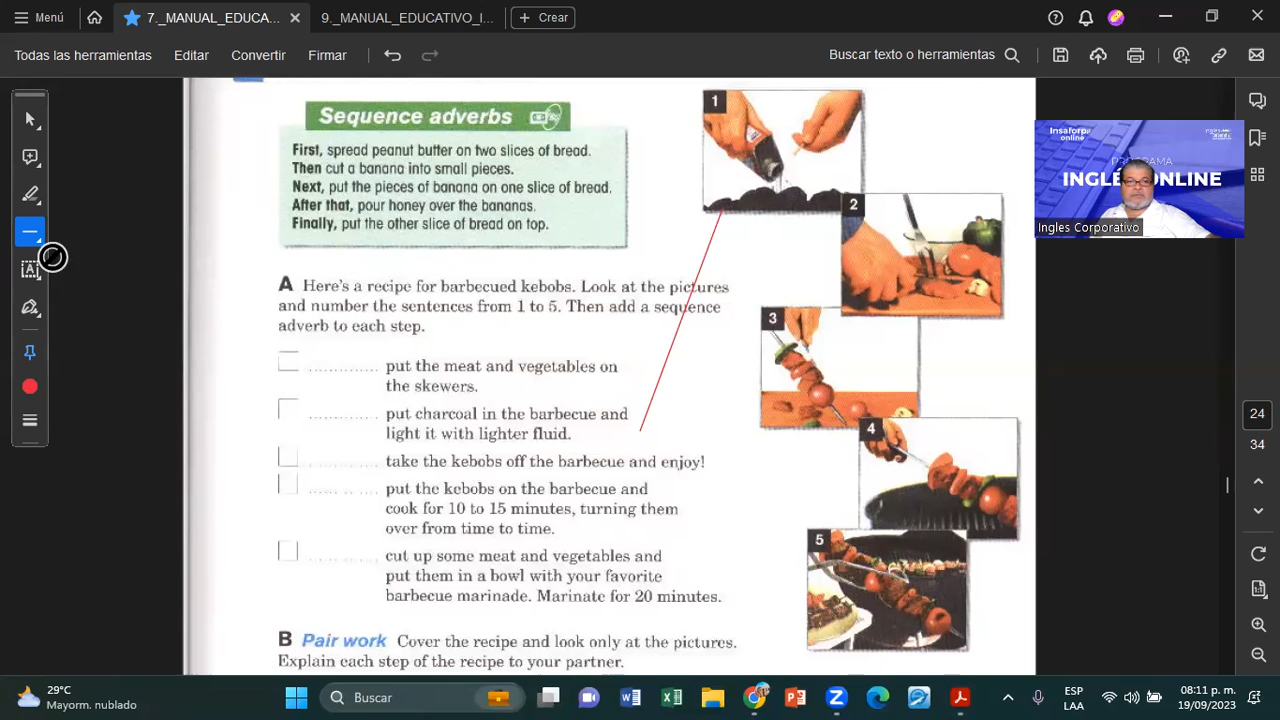 Menú
7._MANUAL_EDUCA...
9._MANUAL_EDUCATIVO_I...
Crear
Todas las herramientas
Editar
Convertir
Firmar
Buscar texto o herramientas
Sequence adverbs
First, spread peanut butter on two slices of bread.
Then cut a banana into small pieces.
Next, put the pieces of banana on one slice of bread.
After that, pour honey over the bananas.
Finally, put the other slice of bread on top.
1
2
3
4
5
Insaforp
online
PROGRAMA
INGLÉ ONLINE
Ingles Corporativo
A Here's a recipe for barbecued kebobs. Look at the pictures
and number the sentences from 1 to 5. Then add a sequence
adverb to each step.
............ put the meat and vegetables on
the skewers.
............ put charcoal in the barbecue and
light it with lighter fluid.
............ take the kebobs off the barbecue and enjoy!
............ put the kebobs on the barbecue and
cook for 10 to 15 minutes, turning them
over from time to time.
............ cut up some meat and vegetables and
put them in a bowl with your favorite
barbecue marinade. Marinate for 20 minutes.
B Pair work Cover the recipe and look only at the pictures.
Explain each step of the recipe to your partner.
24
34
29°C
Mayorm. nublado
Buscar
ESP
LAA
08:11 p. m.
19/09/2023